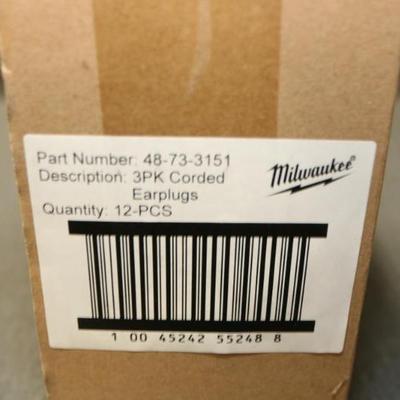 Part Number: 48-73-3151
Description: 3PK Corded
Earplugs
Quantity: 12-PCS
Milwaukee®
1 00 45242 55248 8